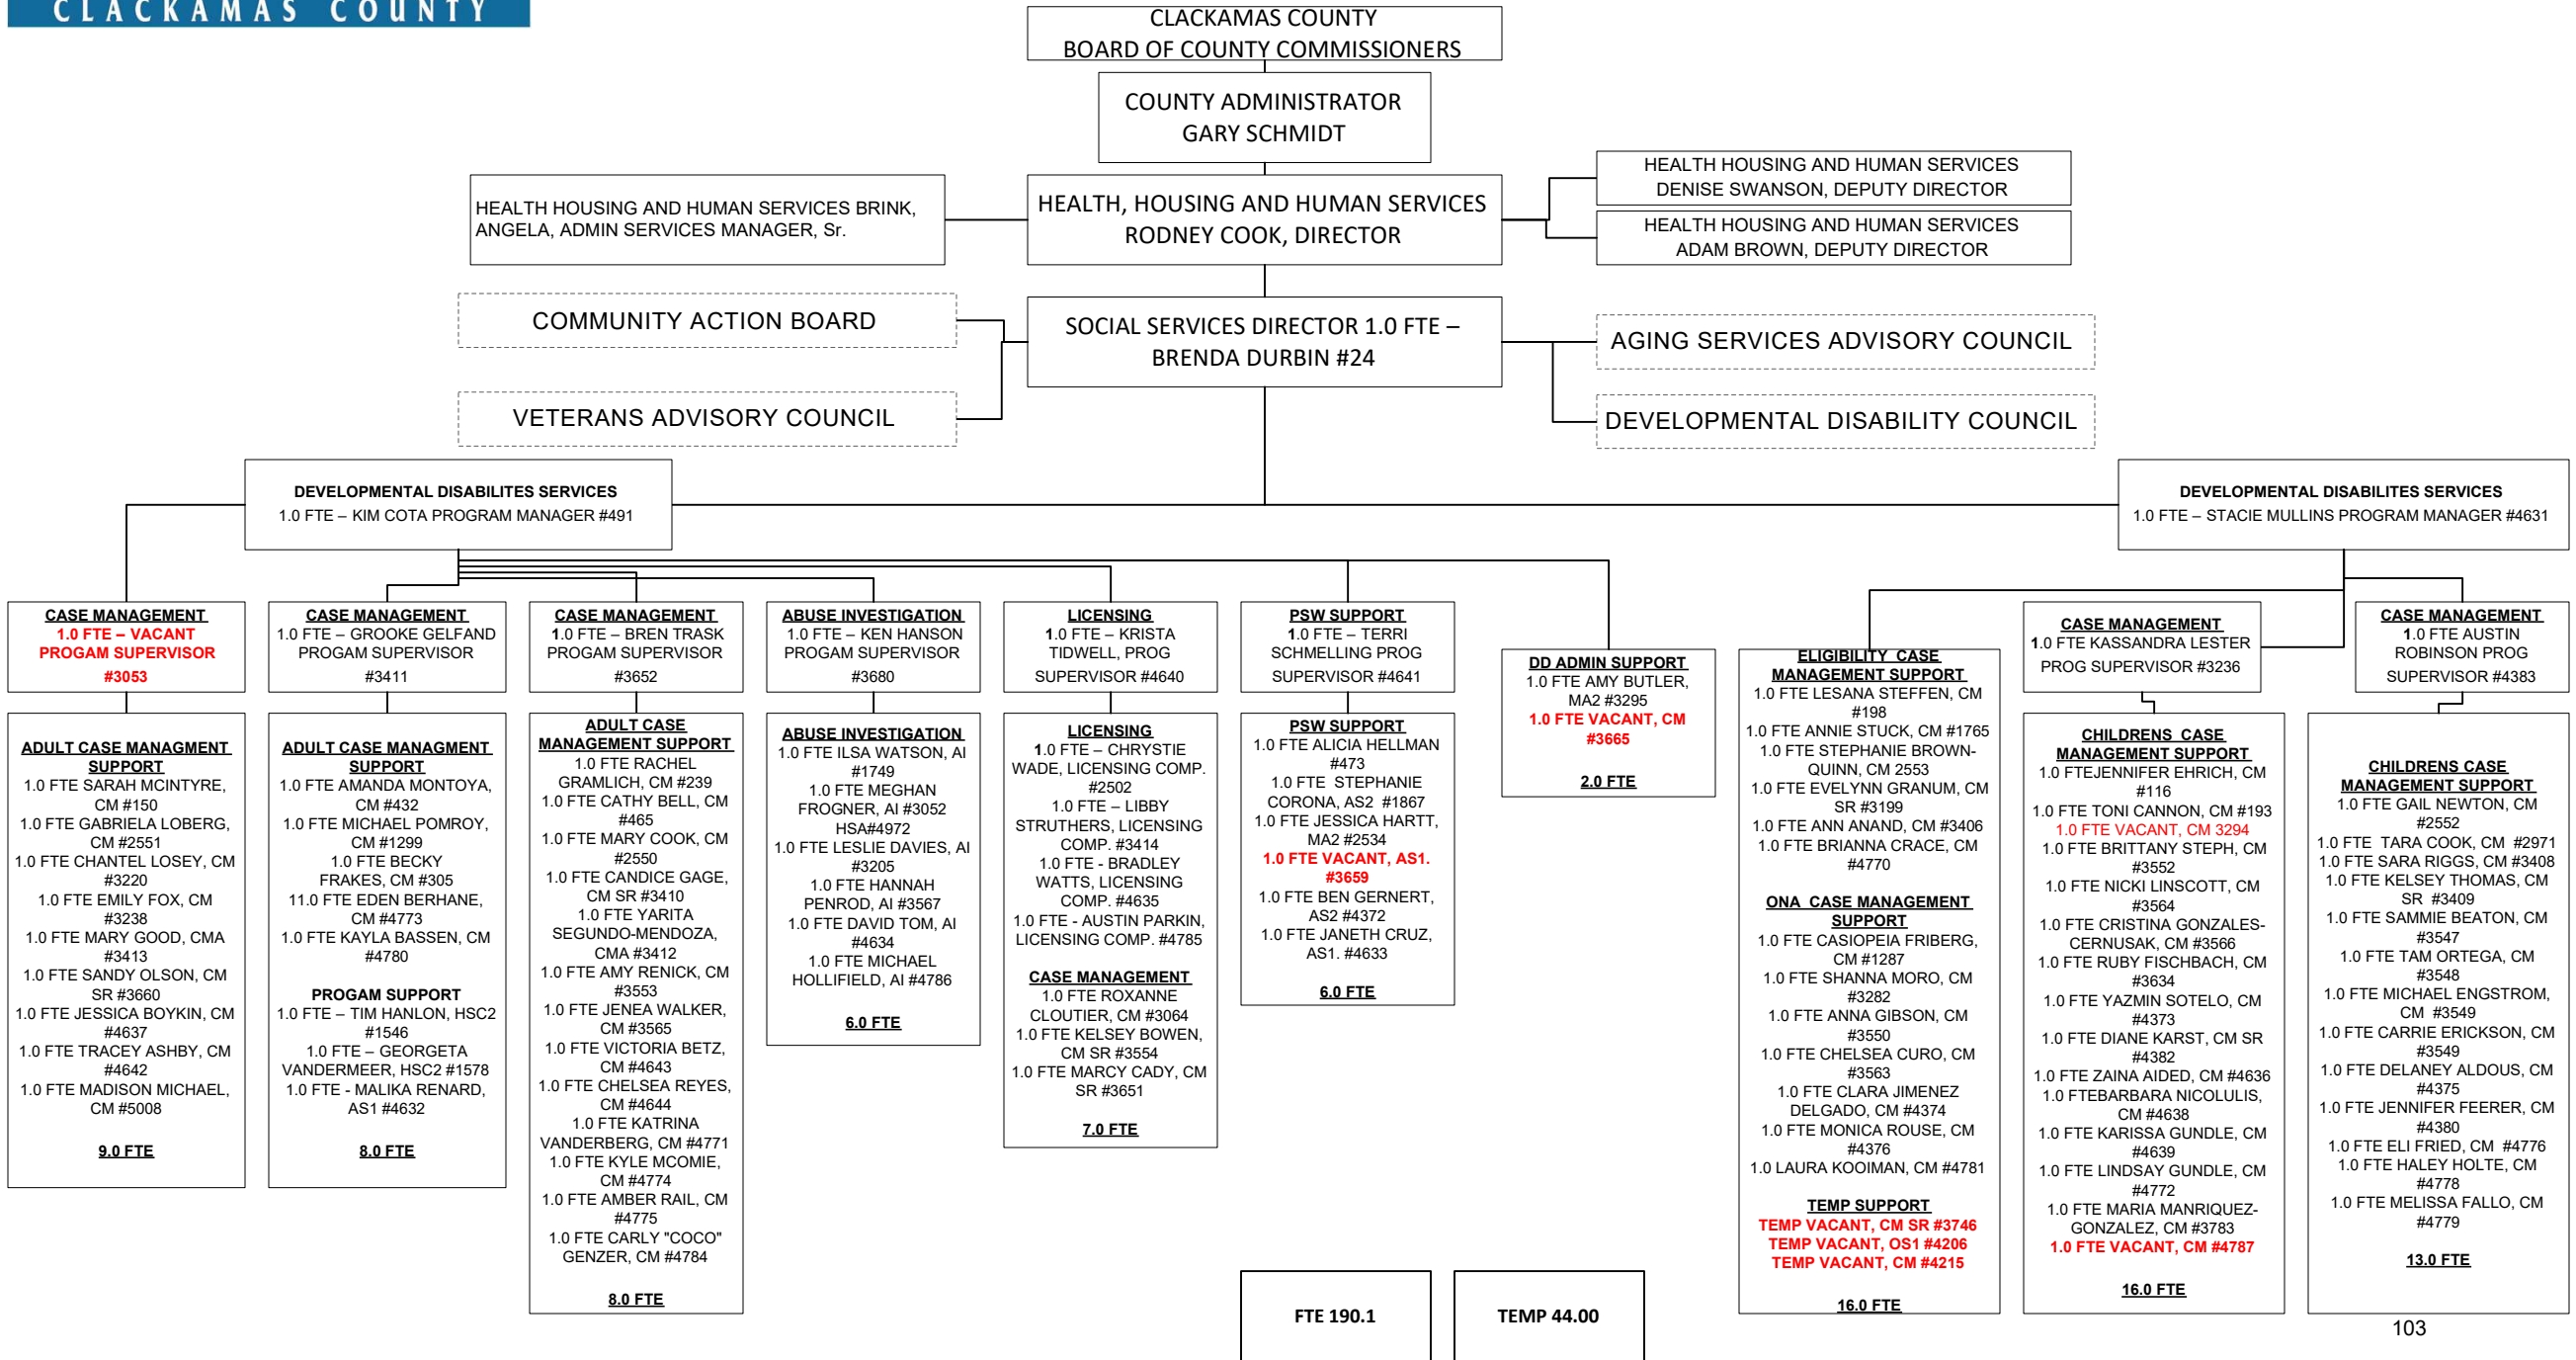 CLACKAMAS COUNTY
CLACKAMAS COUNTY
BOARD OF COUNTY COMMISSIONERS
COUNTY ADMINISTRATOR
GARY SCHMIDT
HEALTH HOUSING AND HUMAN SERVICES BRINK,
ANGELA, ADMIN SERVICES MANAGER, Sr.
HEALTH, HOUSING AND HUMAN SERVICES
RODNEY COOK, DIRECTOR
HEALTH HOUSING AND HUMAN SERVICES
DENISE SWANSON, DEPUTY DIRECTOR
HEALTH HOUSING AND HUMAN SERVICES
ADAM BROWN, DEPUTY DIRECTOR
COMMUNITY ACTION BOARD
VETERANS ADVISORY COUNCIL
SOCIAL SERVICES DIRECTOR 1.0 FTE –
BRENDA DURBIN #24
AGING SERVICES ADVISORY COUNCIL
DEVELOPMENTAL DISABILITY COUNCIL
DEVELOPMENTAL DISABILITES SERVICES
1.0 FTE – KIM COTA PROGRAM MANAGER #491
DEVELOPMENTAL DISABILITES SERVICES
1.0 FTE – STACIE MULLINS PROGRAM MANAGER #4631
CASE MANAGEMENT
1.0 FTE – VACANT
PROGAM SUPERVISOR
#3053
CASE MANAGEMENT
1.0 FTE – GROOKE GELFAND
PROGAM SUPERVISOR
#3411
CASE MANAGEMENT
1.0 FTE – BREN TRASK
PROGAM SUPERVISOR
#3652
ABUSE INVESTIGATION
1.0 FTE – KEN HANSON
PROGAM SUPERVISOR
#3680
LICENSING
1.0 FTE – KRISTA
TIDWELL, PROG
SUPERVISOR #4640
PSW SUPPORT
1.0 FTE – TERRI
SCHMELLING PROG
SUPERVISOR #4641
DD ADMIN SUPPORT
1.0 FTE AMY BUTLER,
MA2 #3295
1.0 FTE VACANT, CM
#3665
2.0 FTE
CASE MANAGEMENT
1.0 FTE KASSANDRA LESTER
PROG SUPERVISOR #3236
CASE MANAGEMENT
1.0 FTE AUSTIN
ROBINSON PROG
SUPERVISOR #4383
ADULT CASE MANAGMENT
SUPPORT
1.0 FTE SARAH MCINTYRE,
CM #150
1.0 FTE GABRIELA LOBERG,
CM #2551
1.0 FTE CHANTEL LOSEY, CM
#3220
1.0 FTE EMILY FOX, CM
#3238
1.0 FTE MARY GOOD, CMA
#3413
1.0 FTE SANDY OLSON, CM
SR #3660
1.0 FTE JESSICA BOYKIN, CM
#4637
1.0 FTE TRACEY ASHBY, CM
#4642
1.0 FTE MADISON MICHAEL,
CM #5008
9.0 FTE
ADULT CASE MANAGMENT
SUPPORT
1.0 FTE AMANDA MONTOYA,
CM #432
1.0 FTE MICHAEL POMROY,
CM #1299
1.0 FTE BECKY
FRAKES, CM #305
11.0 FTE EDEN BERHANE,
CM #4773
1.0 FTE KAYLA BASSEN, CM
#4780
PROGAM SUPPORT
1.0 FTE – TIM HANLON, HSC2
#1546
1.0 FTE – GEORGETA
VANDERMEER, HSC2 #1578
1.0 FTE - MALIKA RENARD,
AS1 #4632
8.0 FTE
ADULT CASE
MANAGEMENT SUPPORT
1.0 FTE RACHEL
GRAMLICH, CM #239
1.0 FTE CATHY BELL, CM
#465
1.0 FTE MARY COOK, CM
#2550
1.0 FTE CANDICE GAGE,
CM SR #3410
1.0 FTE YARITA
SEGUNDO-MENDOZA,
CMA #3412
1.0 FTE AMY RENICK, CM
#3553
1.0 FTE JENEA WALKER,
CM #3565
1.0 FTE VICTORIA BETZ,
CM #4643
1.0 FTE CHELSEA REYES,
CM #4644
1.0 FTE KATRINA
VANDERBERG, CM #4771
1.0 FTE KYLE MCOMIE,
CM #4774
1.0 FTE AMBER RAIL, CM
#4775
1.0 FTE CARLY "COCO"
GENZER, CM #4784
8.0 FTE
ABUSE INVESTIGATION
1.0 FTE ILSA WATSON, AI
#1749
1.0 FTE MEGHAN
FROGNER, AI #3052
HSA#4972
1.0 FTE LESLIE DAVIES, AI
#3205
1.0 FTE HANNAH
PENROD, AI #3567
1.0 FTE DAVID TOM, AI
#4634
1.0 FTE MICHAEL
HOLLIFIELD, AI #4786
6.0 FTE
LICENSING
1.0 FTE – CHRYSTIE
WADE, LICENSING COMP.
#2502
1.0 FTE – LIBBY
STRUTHERS, LICENSING
COMP. #3414
1.0 FTE - BRADLEY
WATTS, LICENSING
COMP. #4635
1.0 FTE - AUSTIN PARKIN,
LICENSING COMP. #4785
CASE MANAGEMENT
1.0 FTE ROXANNE
CLOUTIER, CM #3064
1.0 FTE KELSEY BOWEN,
CM SR #3554
1.0 FTE MARCY CADY, CM
SR #3651
7.0 FTE
PSW SUPPORT
1.0 FTE ALICIA HELLMAN
#473
1.0 FTE STEPHANIE
CORONA, AS2 #1867
1.0 FTE JESSICA HARTT,
MA2 #2534
1.0 FTE VACANT, AS1.
#3659
1.0 FTE BEN GERNERT,
AS2 #4372
1.0 FTE JANETH CRUZ,
AS1. #4633
6.0 FTE
ELIGIBILITY CASE
MANAGEMENT SUPPORT
1.0 FTE LESANA STEFFEN, CM
#198
1.0 FTE ANNIE STUCK, CM #1765
1.0 FTE STEPHANIE BROWN-
QUINN, CM 2553
1.0 FTE EVELYNN GRANUM, CM
SR #3199
1.0 FTE ANN ANAND, CM #3406
1.0 FTE BRIANNA CRACE, CM
#4770
ONA CASE MANAGEMENT
SUPPORT
1.0 FTE CASIOPEIA FRIBERG,
CM #1287
1.0 FTE SHANNA MORO, CM
#3282
1.0 FTE ANNA GIBSON, CM
#3550
1.0 FTE CHELSEA CURO, CM
#3563
1.0 FTE CLARA JIMENEZ
DELGADO, CM #4374
1.0 FTE MONICA ROUSE, CM
#4376
1.0 LAURA KOOIMAN, CM #4781
TEMP SUPPORT
TEMP VACANT, CM SR #3746
TEMP VACANT, OS1 #4206
TEMP VACANT, CM #4215
16.0 FTE
CHILDRENS CASE
MANAGEMENT SUPPORT
1.0 FTEJENNIFER EHRICH, CM
#116
1.0 FTE TONI CANNON, CM #193
1.0 FTE VACANT, CM 3294
1.0 FTE BRITTANY STEPH, CM
#3552
1.0 FTE NICKI LINSCOTT, CM
#3564
1.0 FTE CRISTINA GONZALES-
CERNUSAK, CM #3566
1.0 FTE RUBY FISCHBACH, CM
#3634
1.0 FTE YAZMIN SOTELO, CM
#4373
1.0 FTE DIANE KARST, CM SR
#4382
1.0 FTE ZAINA AIDED, CM #4636
1.0 FTEBARBARA NICOLULIS,
CM #4638
1.0 FTE KARISSA GUNDLE, CM
#4639
1.0 FTE LINDSAY GUNDLE, CM
#4772
1.0 FTE MARIA MANRIQUEZ-
GONZALEZ, CM #3783
1.0 FTE VACANT, CM #4787
16.0 FTE
CHILDRENS CASE
MANAGEMENT SUPPORT
1.0 FTE GAIL NEWTON, CM
#2552
1.0 FTE TARA COOK, CM #2971
1.0 FTE SARA RIGGS, CM #3408
1.0 FTE KELSEY THOMAS, CM
SR #3409
1.0 FTE SAMMIE BEATON, CM
#3547
1.0 FTE TAM ORTEGA, CM
#3548
1.0 FTE MICHAEL ENGSTROM,
CM #3549
1.0 FTE CARRIE ERICKSON, CM
#3549
1.0 FTE DELANEY ALDOUS, CM
#4375
1.0 FTE JENNIFER FEERER, CM
#4380
1.0 FTE ELI FRIED, CM #4776
1.0 FTE HALEY HOLTE, CM
#4778
1.0 FTE MELISSA FALLO, CM
#4779
13.0 FTE
FTE 190.1
TEMP 44.00
103